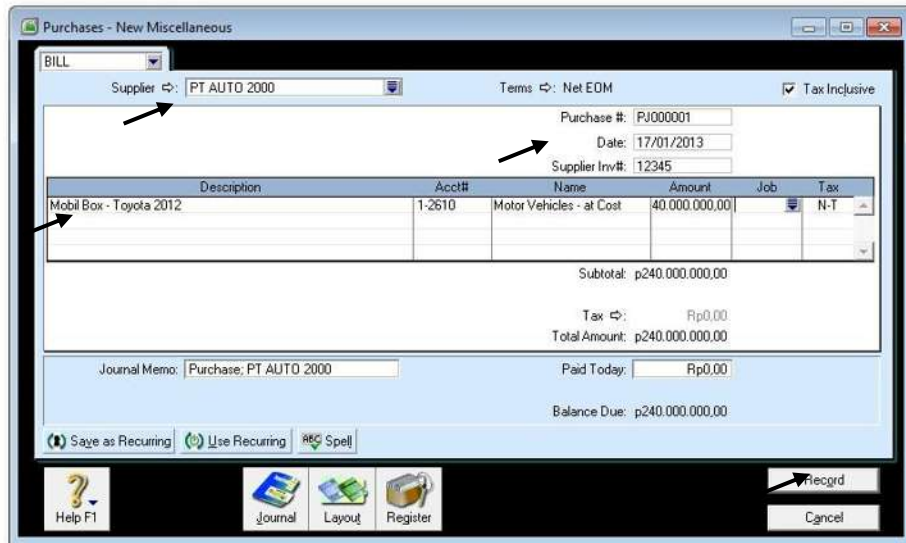 Purchases - New Miscellaneous
BILL
Supplier ⇨: PT AUTO 2000 Terms ⇨: Net EOM Tax Inclusive
Purchase #: PJ000001
Date: 17/01/2013
Supplier Inv#: 12345
Description Acct# Name Amount Job Tax
Mobil Box - Toyota 2012 1-2610 Motor Vehicles - at Cost 40.000.000,00 N-T
Subtotal: p240.000.000,00
Tax ⇨: Rp0,00
Total Amount: p240.000.000,00
Journal Memo: Purchase; PT AUTO 2000 Paid Today: Rp0,00
Balance Due: p240.000.000,00
Save as Recurring Use Recurring ABC Spell
Help F1 Journal Layout Register Record
Cancel